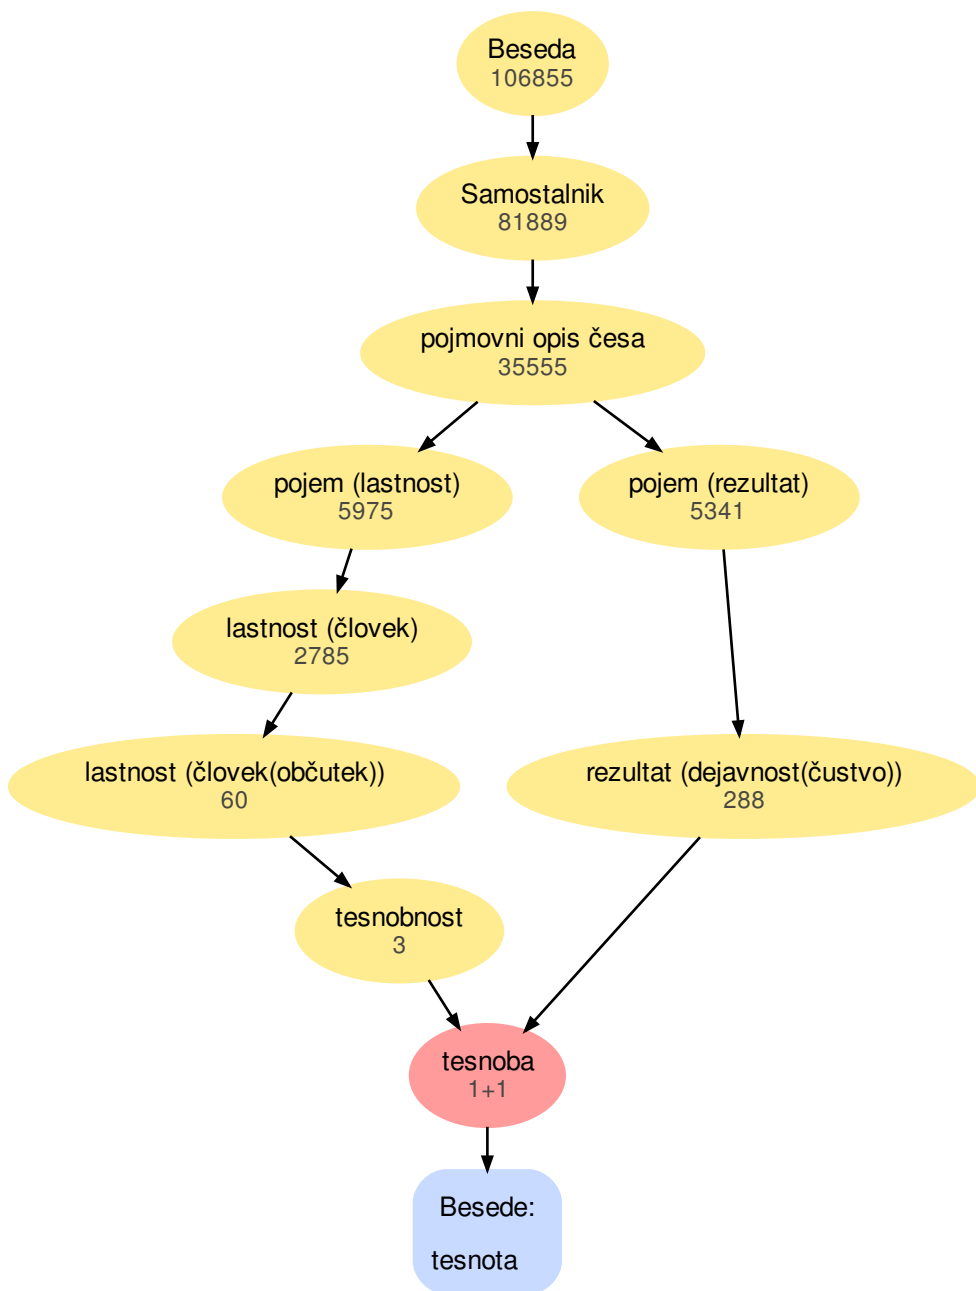 Beseda
106855
Samostalnik
81889
pojmovni opis česa
35555
pojem (lastnost)
5975
pojem (rezultat)
5341
lastnost (človek)
2785
lastnost (človek(občutek))
60
rezultat (dejavnost(čustvo))
288
tesnobnost
3
tesnoba
1+1
Besede:
tesnota